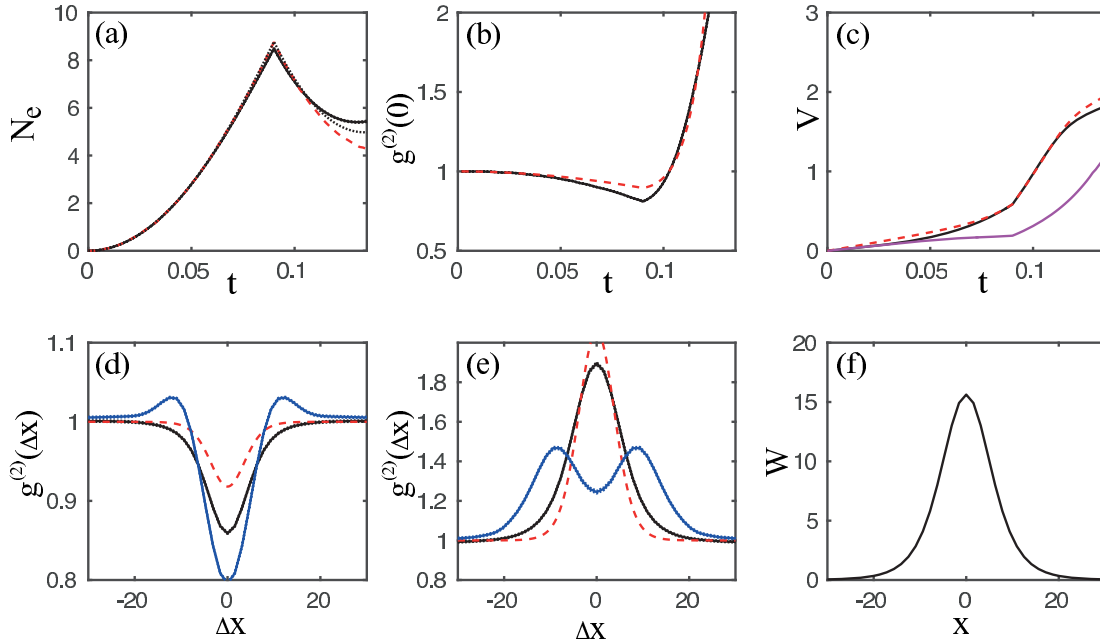 (a)
N_e
10
8
6
4
2
0
0 0.05 0.1
t
(b)
g^{(2)}(0)
2
1.5
1
0.5
0 0.05 0.1
t
(c)
V
3
2
1
0
0 0.05 0.1
t
(d)
g^{(2)}(Δx)
1.1
1
0.9
0.8
-20 0 20
Δx
(e)
g^{(2)}(Δx)
1.8
1.6
1.4
1.2
1
0.8
-20 0 20
Δx
(f)
W
20
15
10
5
0
-20 0 20
x